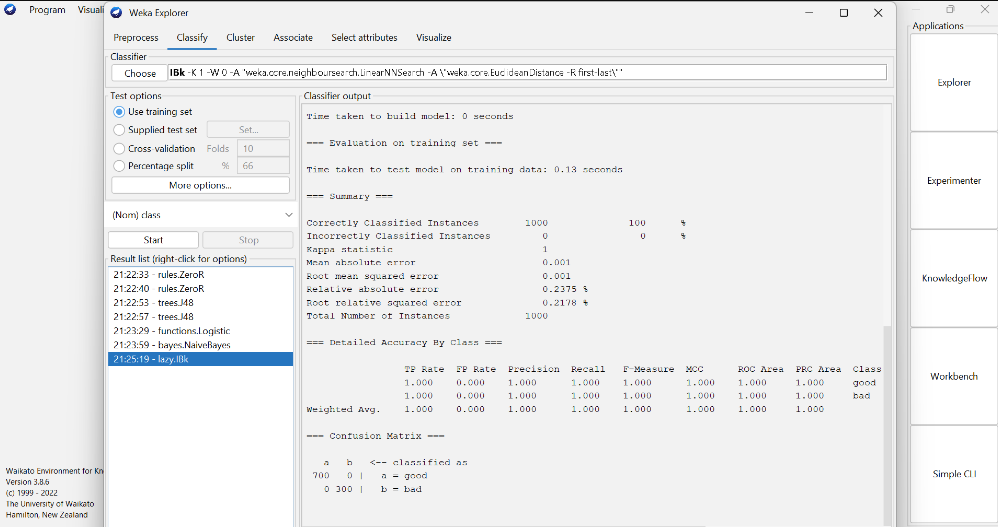 Program Visuali
Weka Explorer
Preprocess Classify Cluster Associate Select attributes Visualize
Classifier
Choose IBk -K 1 -W 0 -A "weka.core.neighboursearch.LinearNNSearch -A \"weka.core.EuclideanDistance -R first-last\""
Test options
Use training set
Supplied test set Set...
Cross-validation Folds 10
Percentage split % 66
More options...
(Nom) class
Start Stop
Result list (right-click for options)
21:22:33 - rules.ZeroR
21:22:40 - rules.ZeroR
21:22:53 - trees.J48
21:22:57 - trees.J48
21:23:29 - functions.Logistic
21:23:59 - bayes.NaiveBayes
21:25:19 - lazy.IBk
Classifier output
Time taken to build model: 0 seconds
=== Evaluation on training set ===
Time taken to test model on training data: 0.13 seconds
=== Summary ===
Correctly Classified Instances 1000 100 %
Incorrectly Classified Instances 0 0 %
Kappa statistic 1
Mean absolute error 0.001
Root mean squared error 0.001
Relative absolute error 0.2375 %
Root relative squared error 0.2178 %
Total Number of Instances 1000
=== Detailed Accuracy By Class ===
TP Rate FP Rate Precision Recall F-Measure MCC ROC Area PRC Area Class
1.000 0.000 1.000 1.000 1.000 1.000 1.000 1.000 good
1.000 0.000 1.000 1.000 1.000 1.000 1.000 1.000 bad
Weighted Avg. 1.000 0.000 1.000 1.000 1.000 1.000 1.000 1.000
=== Confusion Matrix ===
a b <-- classified as
700 0 | a = good
0 300 | b = bad
Applications
Explorer
Experimenter
KnowledgeFlow
Workbench
Simple CLI
Waikato Environment for Kn
Version 3.8.6
(c) 1999 - 2022
The University of Waikato
Hamilton, New Zealand